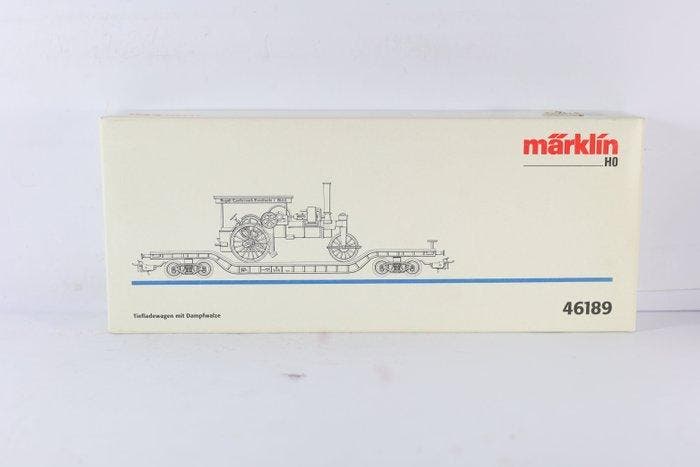 märklin
H0
46189
Tiefladewagen mit Dampfwalze